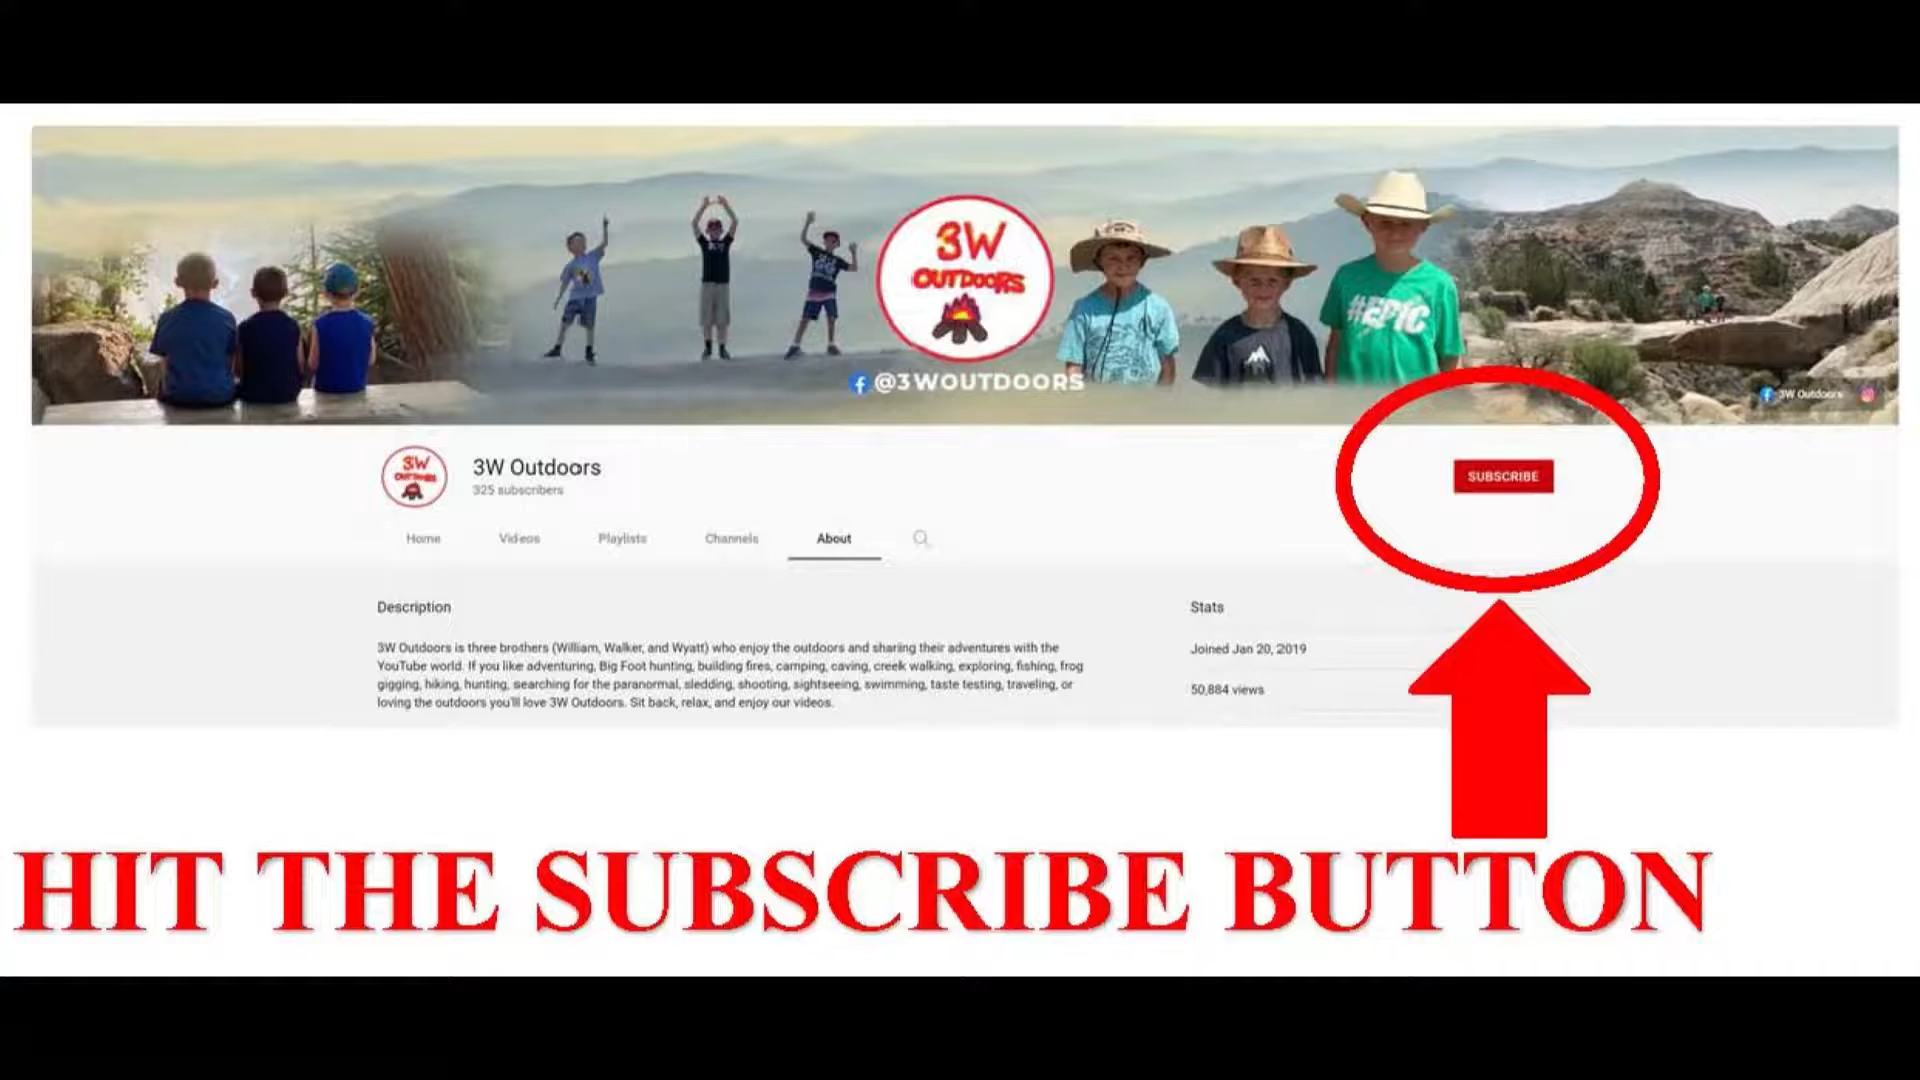 3W
OUTDOORS
#EPIC
@3WOUTDOORS
3W Outdoors
3W
OUTDOORS
3W Outdoors
325 subscribers
SUBSCRIBE
Home Videos Playlists Channels About
Description
Stats
3W Outdoors is three brothers (William, Walker, and Wyatt) who enjoy the outdoors and sharing their adventures with the
YouTube world. If you like adventuring, Big Foot hunting, building fires, camping, caving, creek walking, exploring, fishing, frog
gigging, hiking, hunting, searching for the paranormal, sledding, shooting, sightseeing, swimming, taste testing, traveling, or
loving the outdoors you'll love 3W Outdoors. Sit back, relax, and enjoy our videos.
Joined Jan 20, 2019
50,884 views
HIT THE SUBSCRIBE BUTTON